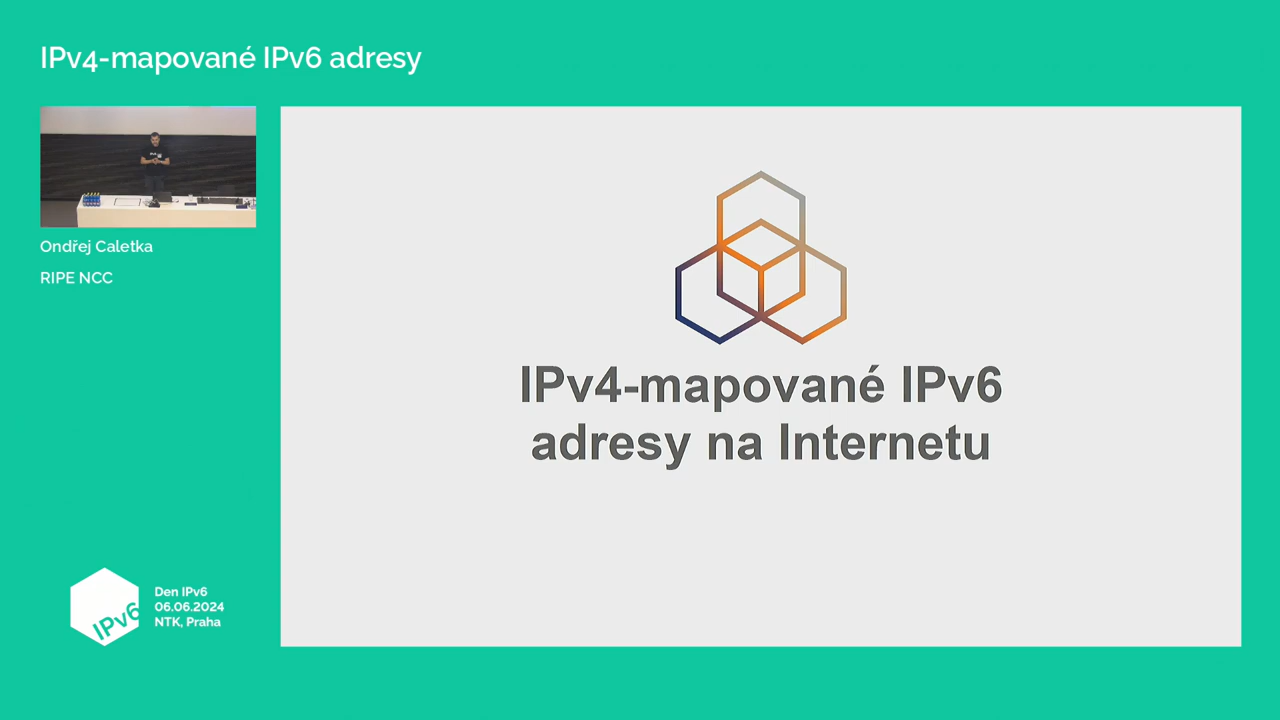 IPv4-mapované IPv6 adresy
Ondřej Caletka
RIPE NCC
IPv4-mapované IPv6
adresy na Internetu
IPv6
Den IPv6
06.06.2024
NTK, Praha